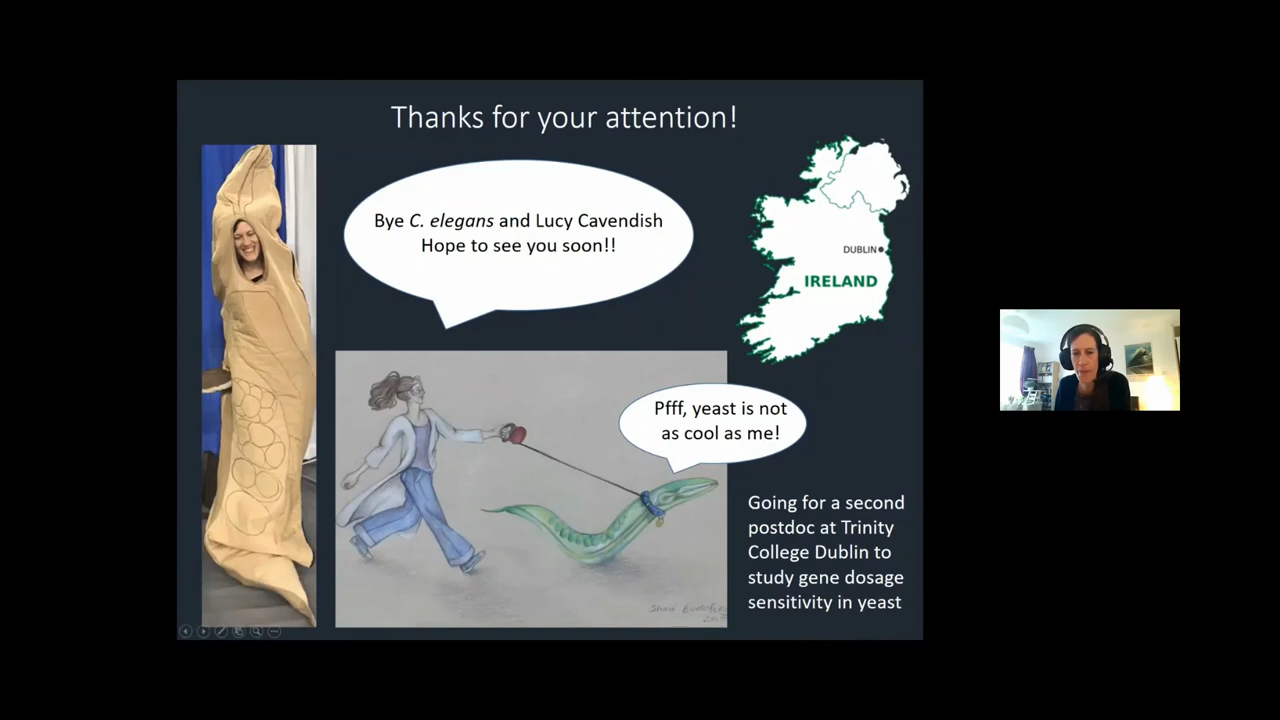 Thanks for your attention!
Bye C. elegans and Lucy Cavendish
Hope to see you soon!!
DUBLIN
IRELAND
Pfff, yeast is not
as cool as me!
Going for a second
postdoc at Trinity
College Dublin to
study gene dosage
sensitivity in yeast